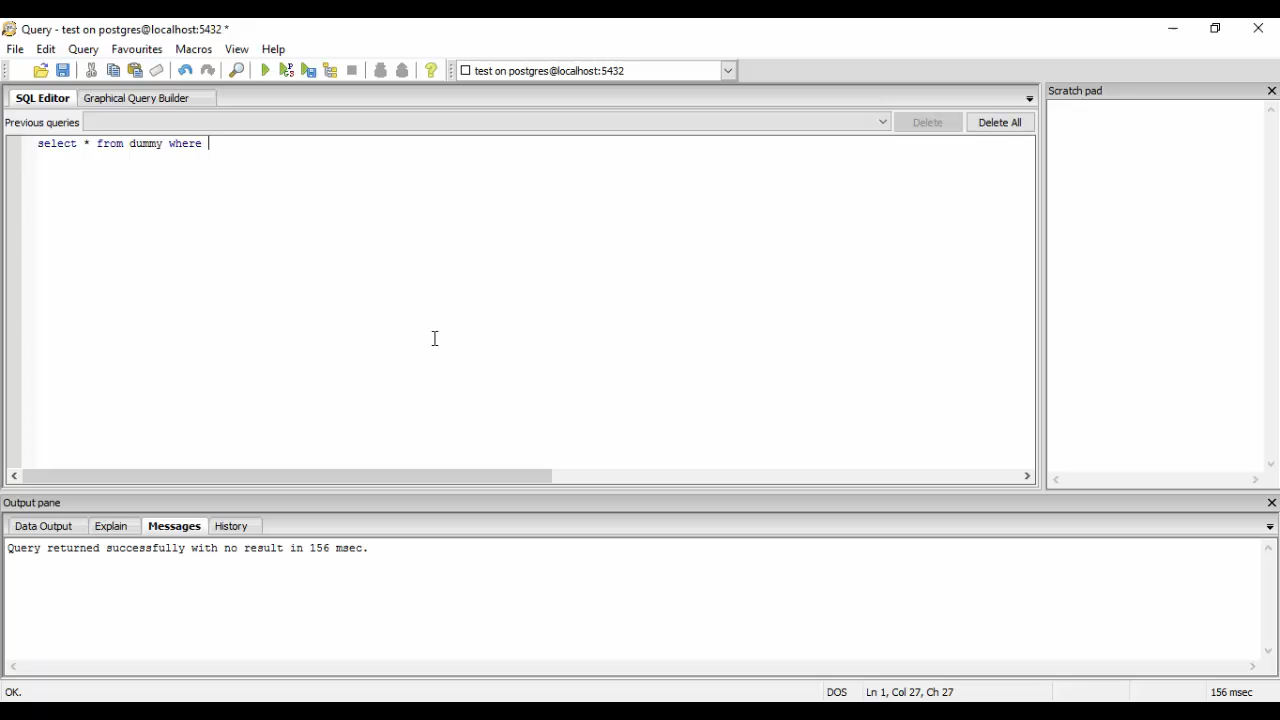 Query - test on postgres@localhost:5432 *
File Edit Query Favourites Macros View Help
test on postgres@localhost:5432
SQL Editor Graphical Query Builder
Scratch pad
Previous queries Delete Delete All
select * from dummy where
Output pane
Data Output Explain Messages History
Query returned successfully with no result in 156 msec.
OK. DOS Ln 1, Col 27, Ch 27 156 msec